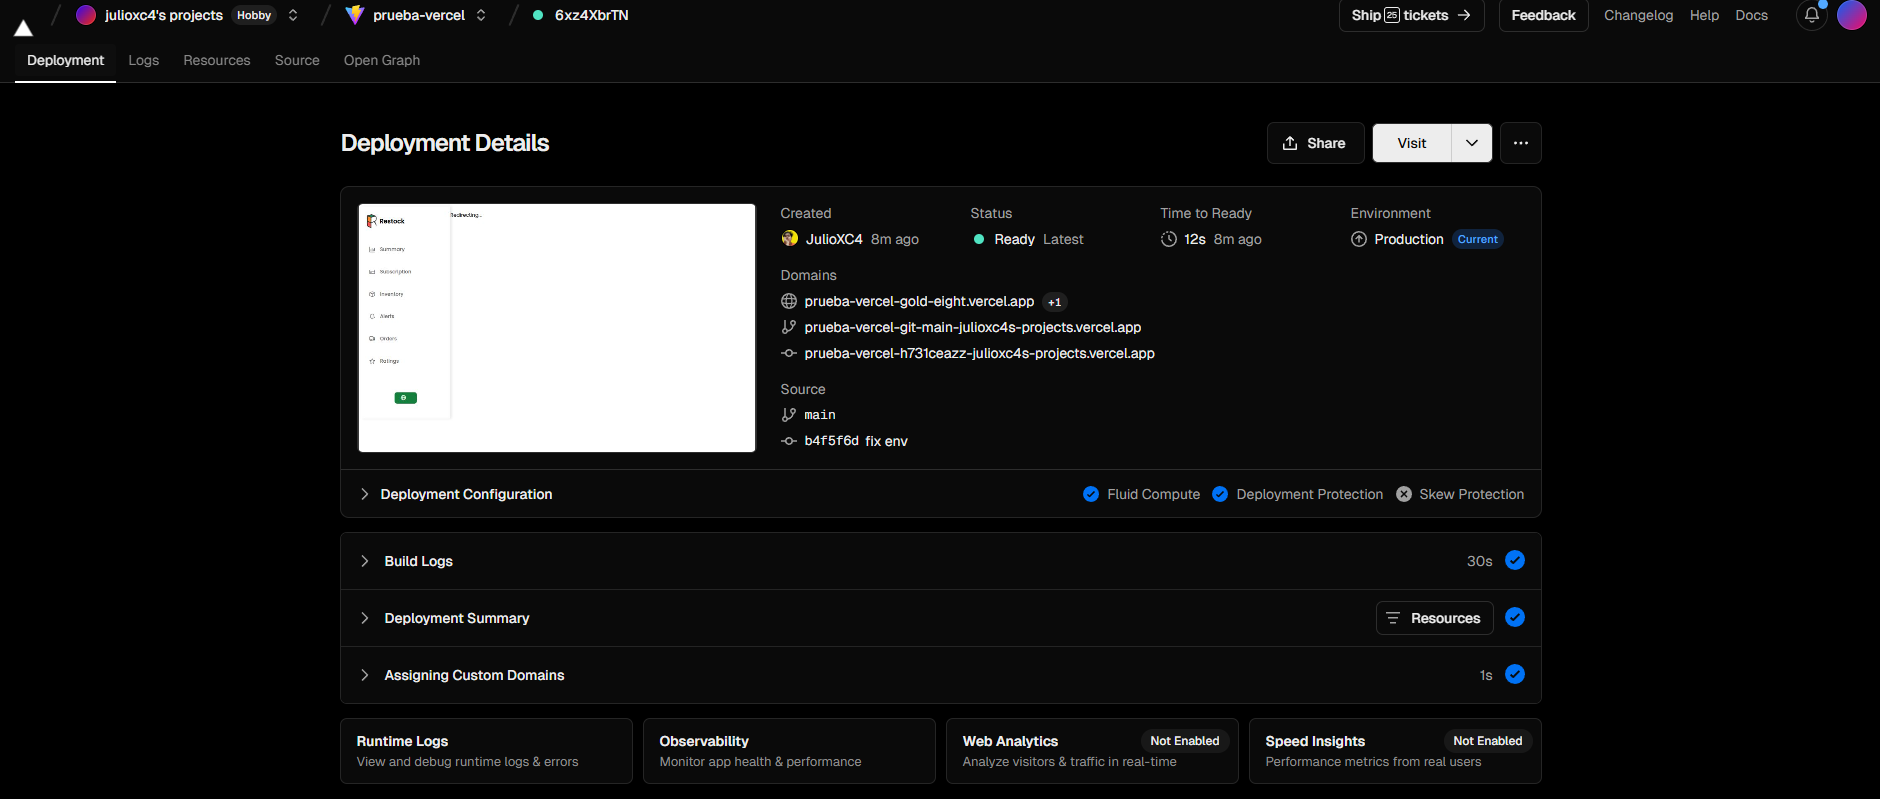 julioxc4's projects Hobby prueba-vercel 6xz4XbrTN Ship 25 tickets Feedback Changelog Help Docs
Deployment Logs Resources Source Open Graph
Deployment Details
Share Visit
Restock
Redirecting...
Summary
Subscription
Inventory
Alerts
Orders
Ratings
Created Status Time to Ready Environment
JulioXC4 8m ago Ready Latest 12s 8m ago Production Current
Domains
prueba-vercel-gold-eight.vercel.app +1
prueba-vercel-git-main-julioxc4s-projects.vercel.app
prueba-vercel-h731ceazz-julioxc4s-projects.vercel.app
Source
main
b4f5f6d fix env
Deployment Configuration Fluid Compute Deployment Protection Skew Protection
Build Logs 30s
Deployment Summary Resources
Assigning Custom Domains 1s
Runtime Logs
View and debug runtime logs & errors
Observability
Monitor app health & performance
Web Analytics Not Enabled
Analyze visitors & traffic in real-time
Speed Insights Not Enabled
Performance metrics from real users